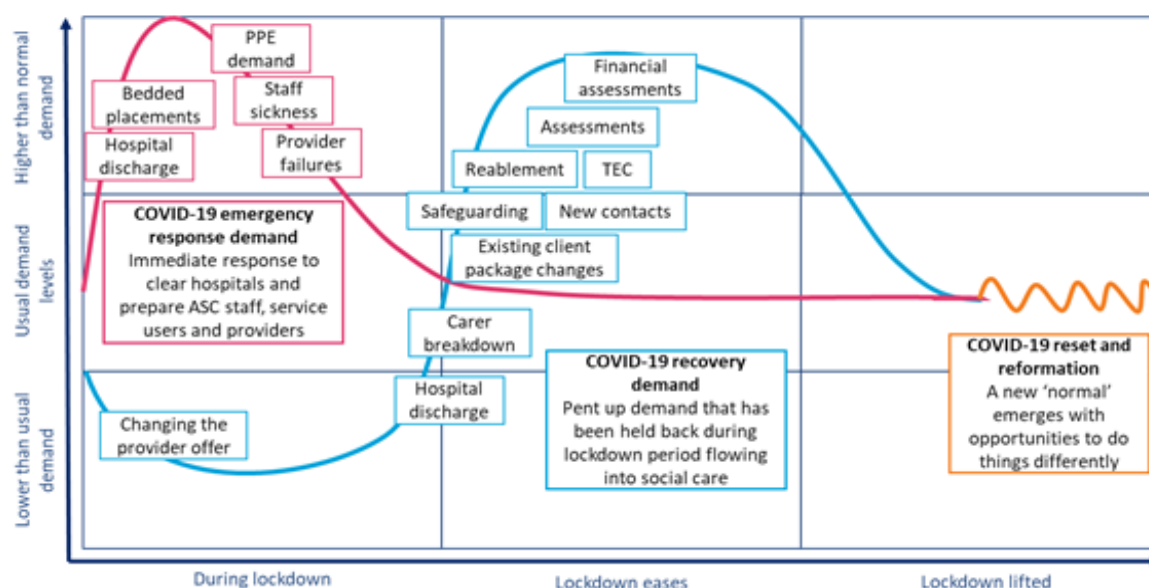 Higher than normal
demand
Usual demand
levels
Lower than usual
demand
PPE
demand
Bedded
placements
Staff
sickness
Hospital
discharge
Provider
failures
COVID-19 emergency
response demand
Immediate response to
clear hospitals and
prepare ASC staff, service
users and providers
Changing the
provider offer
Financial
assessments
Assessments
Reablement
TEC
Safeguarding
New contacts
Existing client
package changes
Carer
breakdown
Hospital
discharge
COVID-19 recovery
demand
Pent up demand that has
been held back during
lockdown period flowing
into social care
COVID-19 reset and
reformation
A new ‘normal’
emerges with
opportunities to do
things differently
During lockdown
Lockdown eases
Lockdown lifted